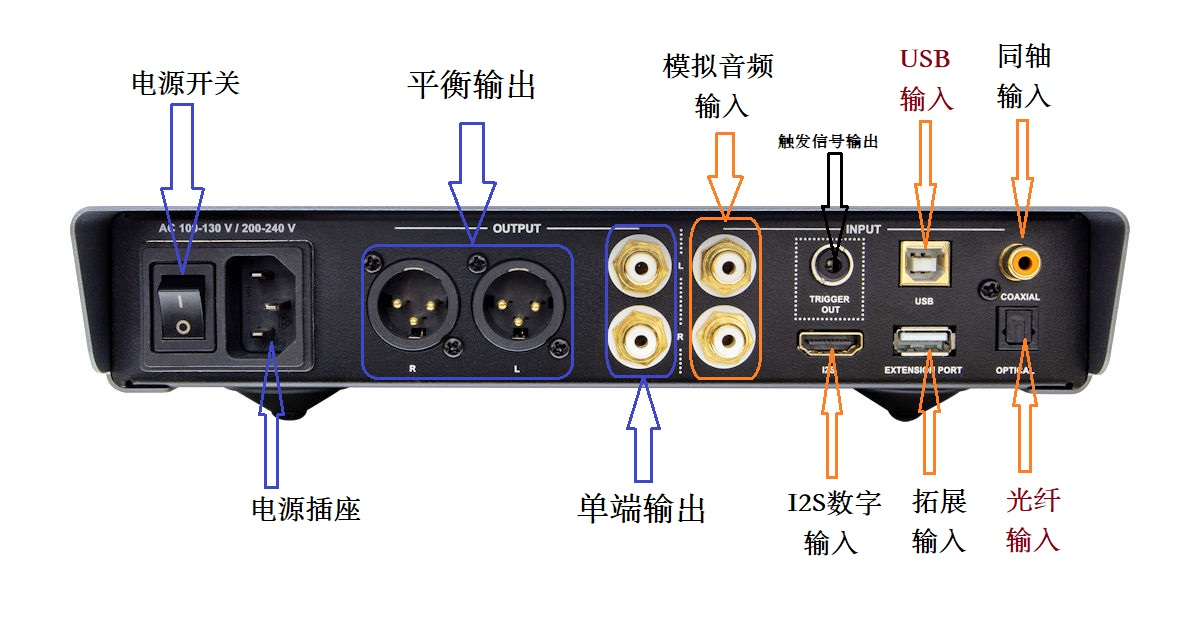 电源开关
平衡输出
模拟音频
输入
触发信号输出
USB
输入
同轴
输入
AC 100-130 V / 200-240 V
OUTPUT
INPUT
L
R
TRIGGER
OUT
USB
COAXIAL
R
L
I2S
EXTENSION PORT
OPTICAL
电源插座
单端输出
I2S数字
输入
拓展
输入
光纤
输入